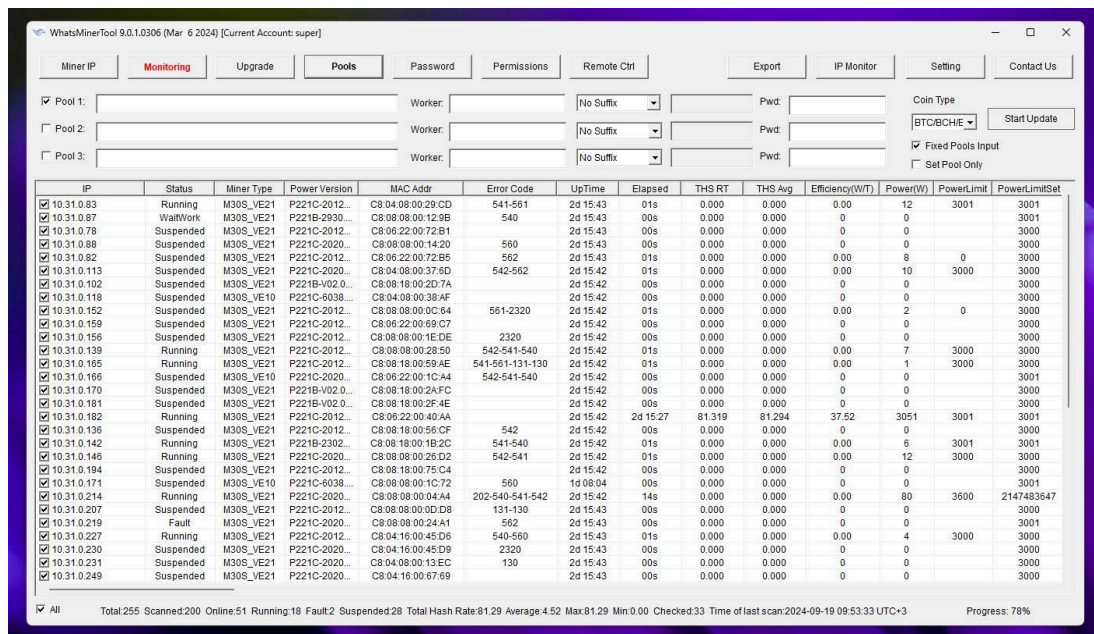 WhatsMinerTool 9.0.1.0306 (Mar 6 2024) [Current Account: super]
Miner IP Monitoring Upgrade Pools Password Permissions Remote Ctrl Export IP Monitor Setting Contact Us
Pool 1: Worker: No Suffix Pwd: Coin Type
Pool 2: Worker: No Suffix Pwd: BTC/BCH/E Start Update
Fixed Pools Input
Pool 3: Worker: No Suffix Pwd: Set Pool Only
IP Status Miner Type Power Version MAC Addr Error Code UpTime Elapsed THS RT THS Avg Efficiency(W/T) Power(W) PowerLimit PowerLimitSet
10.31.0.83 Running M30S_VE21 P221C-2012... C8:04:08:00:29:CD 541-561 2d 15:43 01s 0.000 0.000 0.00 12 3001 3001
10.31.0.87 WaitWork M30S_VE21 P221B-2930.... C8:08:08:00:12:9B 540 2d 15:43 00s 0.000 0.000 0 0 3001
10.31.0.78 Suspended M30S_VE21 P221C-2012... C8:06:22:00:72:B1 2d 15:43 00s 0.000 0.000 0 0 3000
10.31.0.88 Suspended M30S_VE21 P221C-2020... C8:08:08:00:14:20 560 2d 15:43 00s 0.000 0.000 0 0 3000
10.31.0.82 Suspended M30S_VE21 P221C-2012... C8:06:22:00:72:B5 562 2d 15:43 01s 0.000 0.000 0.00 8 0 3000
10.31.0.113 Suspended M30S_VE21 P221C-2020... C8:04:08:00:37:6D 542-562 2d 15:42 01s 0.000 0.000 0.00 10 3000 3000
10.31.0.102 Suspended M30S_VE21 P221B-V02.0... C8:08:18:00:2D:7A 2d 15:42 00s 0.000 0.000 0 0 3000
10.31.0.118 Suspended M30S_VE10 P221C-6038.... C8:04:08:00:38:AF 2d 15:42 00s 0.000 0.000 0 0 3000
10.31.0.152 Suspended M30S_VE21 P221C-2012... C8:08:08:00:0C:64 561-2320 2d 15:42 01s 0.000 0.000 0.00 2 0 3000
10.31.0.159 Suspended M30S_VE21 P221C-2012... C8:06:22:00:69:C7 2d 15:42 00s 0.000 0.000 0 0 3000
10.31.0.156 Suspended M30S_VE21 P221C-2020... C8:08:08:00:1E:DE 2320 2d 15:42 00s 0.000 0.000 0 0 3000
10.31.0.139 Running M30S_VE21 P221C-2012... C8:08:08:00:28:50 542-541-540 2d 15:42 01s 0.000 0.000 0.00 7 3000 3000
10.31.0.165 Running M30S_VE21 P221C-2012... C8:08:18:00:59:AE 541-561-131-130 2d 15:42 01s 0.000 0.000 0.00 1 3000 3000
10.31.0.166 Suspended M30S_VE10 P221C-2020... C8:06:22:00:1C:A4 542-541-540 2d 15:42 00s 0.000 0.000 0 0 3001
10.31.0.170 Suspended M30S_VE21 P221B-V02.0... C8:08:18:00:2A:FC 2d 15:42 00s 0.000 0.000 0 0 3000
10.31.0.181 Suspended M30S_VE21 P221B-V02.0... C8:08:18:00:2F:4E 2d 15:42 00s 0.000 0.000 0 0 3000
10.31.0.182 Running M30S_VE21 P221C-2012... C8:06:22:00:40:AA 2d 15:42 2d 15:27 81.319 81.294 37.52 3051 3001 3001
10.31.0.136 Suspended M30S_VE21 P221C-2012... C8:08:18:00:56:CF 542 2d 15:42 00s 0.000 0.000 0 0 3000
10.31.0.142 Running M30S_VE21 P221B-2302... C8:08:18:00:1B:2C 541-540 2d 15:42 01s 0.000 0.000 0.00 6 3001 3001
10.31.0.146 Running M30S_VE21 P221C-2020... C8:08:08:00:26:D2 542-541 2d 15:42 01s 0.000 0.000 0.00 12 3000 3000
10.31.0.194 Suspended M30S_VE21 P221C-2012... C8:08:18:00:75:C4 2d 15:42 00s 0.000 0.000 0 0 3000
10.31.0.171 Suspended M30S_VE10 P221C-6038.... C8:08:18:00:1C:72 560 1d 08:04 00s 0.000 0.000 0 0 3001
10.31.0.214 Running M30S_VE21 P221C-2020... C8:08:08:00:04:A4 202-540-541-542 2d 15:42 14s 0.000 0.000 0.00 80 3600 2147483647
10.31.0.207 Suspended M30S_VE21 P221C-2012... C8:08:08:00:0D:D8 131-130 2d 15:43 00s 0.000 0.000 0 0 3000
10.31.0.219 Fault M30S_VE21 P221C-2020... C8:08:08:00:24:A1 562 2d 15:43 00s 0.000 0.000 0 0 3001
10.31.0.227 Running M30S_VE21 P221C-2012... C8:04:16:00:45:D6 540-560 2d 15:43 01s 0.000 0.000 0.00 4 3000 3000
10.31.0.230 Suspended M30S_VE21 P221C-2020... C8:04:16:00:45:D9 2320 2d 15:43 00s 0.000 0.000 0 0 3000
10.31.0.231 Suspended M30S_VE21 P221C-2020... C8:04:08:00:13:EC 130 2d 15:43 00s 0.000 0.000 0 0 3000
10.31.0.249 Suspended M30S_VE21 P221C-2020... C8:04:16:00:67:69 2d 15:43 00s 0.000 0.000 0 0 3000
All Total:255 Scanned:200 Online:51 Running:18 Fault:2 Suspended:28 Total Hash Rate:81.29 Average:4.52 Max:81.29 Min:0.00 Checked:33 Time of last scan:2024-09-19 09:53:33 UTC+3 Progress: 78%